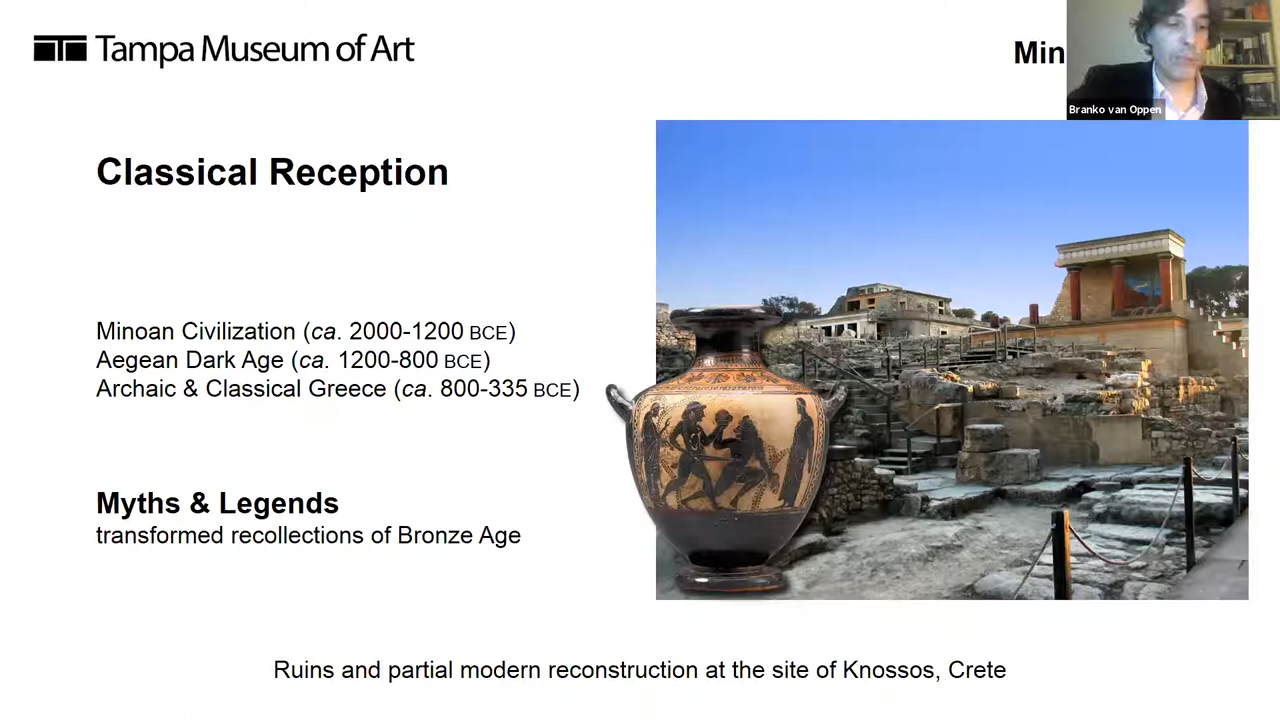 Tampa Museum of Art
Min
Branko van Oppen
Classical Reception
Minoan Civilization (ca. 2000-1200 BCE)
Aegean Dark Age (ca. 1200-800 BCE)
Archaic & Classical Greece (ca. 800-335 BCE)
Myths & Legends
transformed recollections of Bronze Age
Ruins and partial modern reconstruction at the site of Knossos, Crete